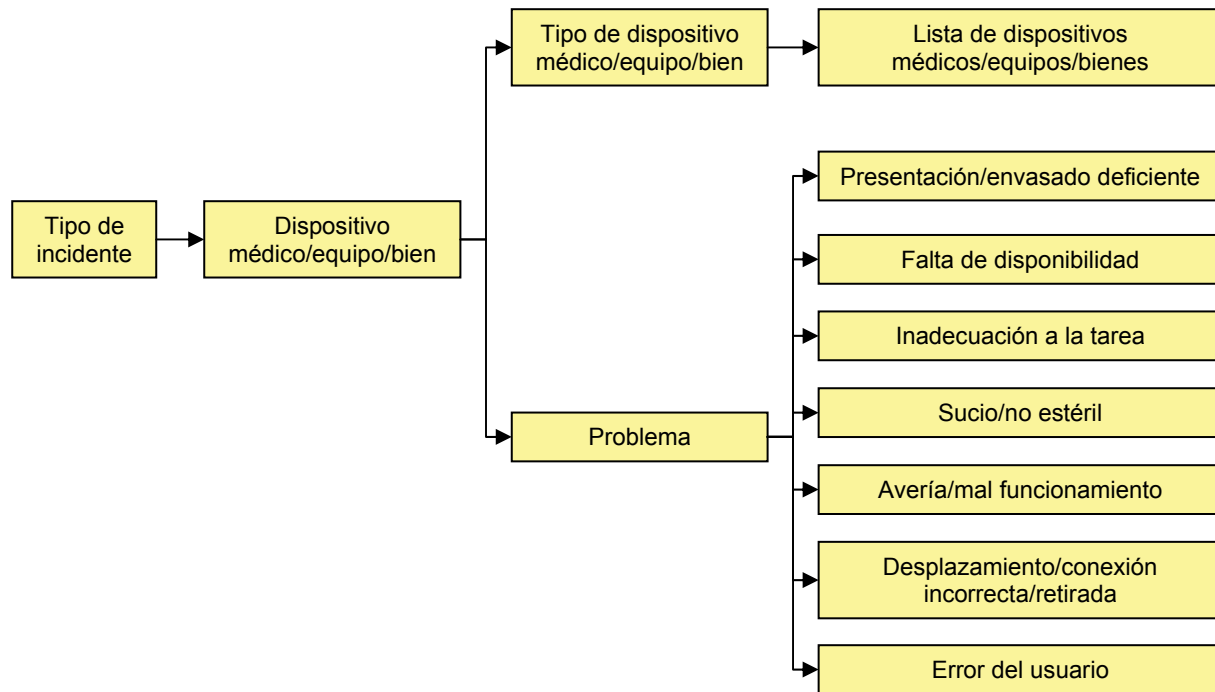 Tipo de
incidente
Dispositivo
médico/equipo/bien
Tipo de dispositivo
médico/equipo/bien
Lista de dispositivos
médicos/equipos/bienes
Problema
Presentación/envasado deficiente
Falta de disponibilidad
Inadecuación a la tarea
Sucio/no estéril
Avería/mal funcionamiento
Desplazamiento/conexión
incorrecta/retirada
Error del usuario